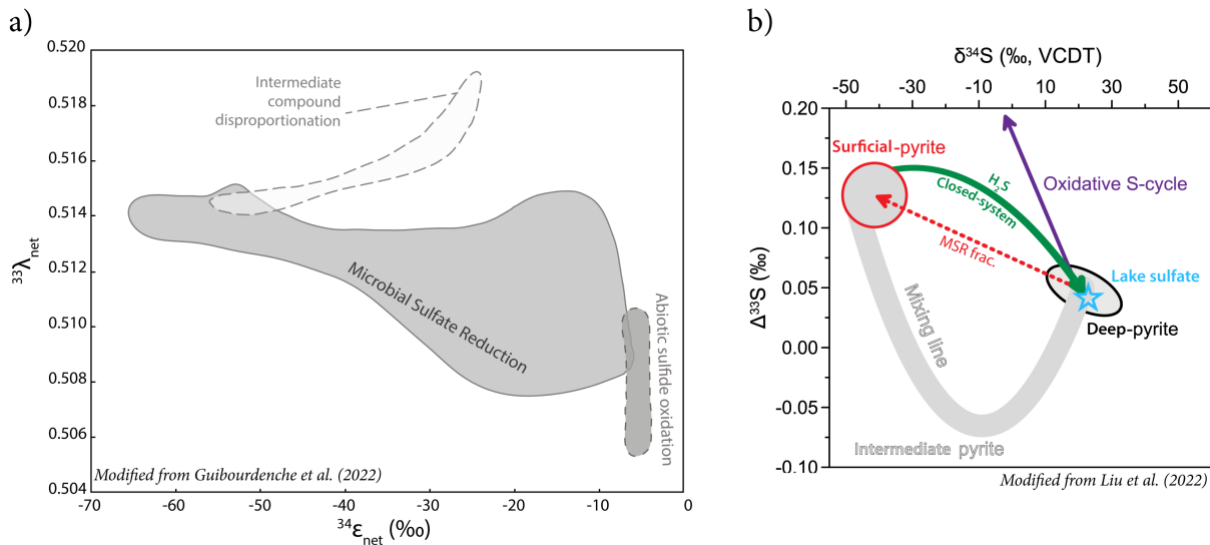 a)
0.520
0.518
0.516
0.514
0.512
0.510
0.508
0.506
0.504
³³λnet
Intermediate
compound
disproportionation
Microbial Sulfate Reduction
Abiotic sulfide oxidation
Modified from Guibourdenche et al. (2022)
-70 -60 -50 -40 -30 -20 -10 0
³⁴εnet (‰)
b)
δ³⁴S (‰, VCDT)
-50 -30 -10 10 30 50
0.20
0.15
0.10
0.05
0.00
-0.05
-0.10
Δ³³S (‰)
Surficial-pyrite
H₂S
Closed-system
Oxidative S-cycle
MSR frac.
Lake sulfate
Deep-pyrite
Mixing line
Intermediate pyrite
Modified from Liu et al. (2022)